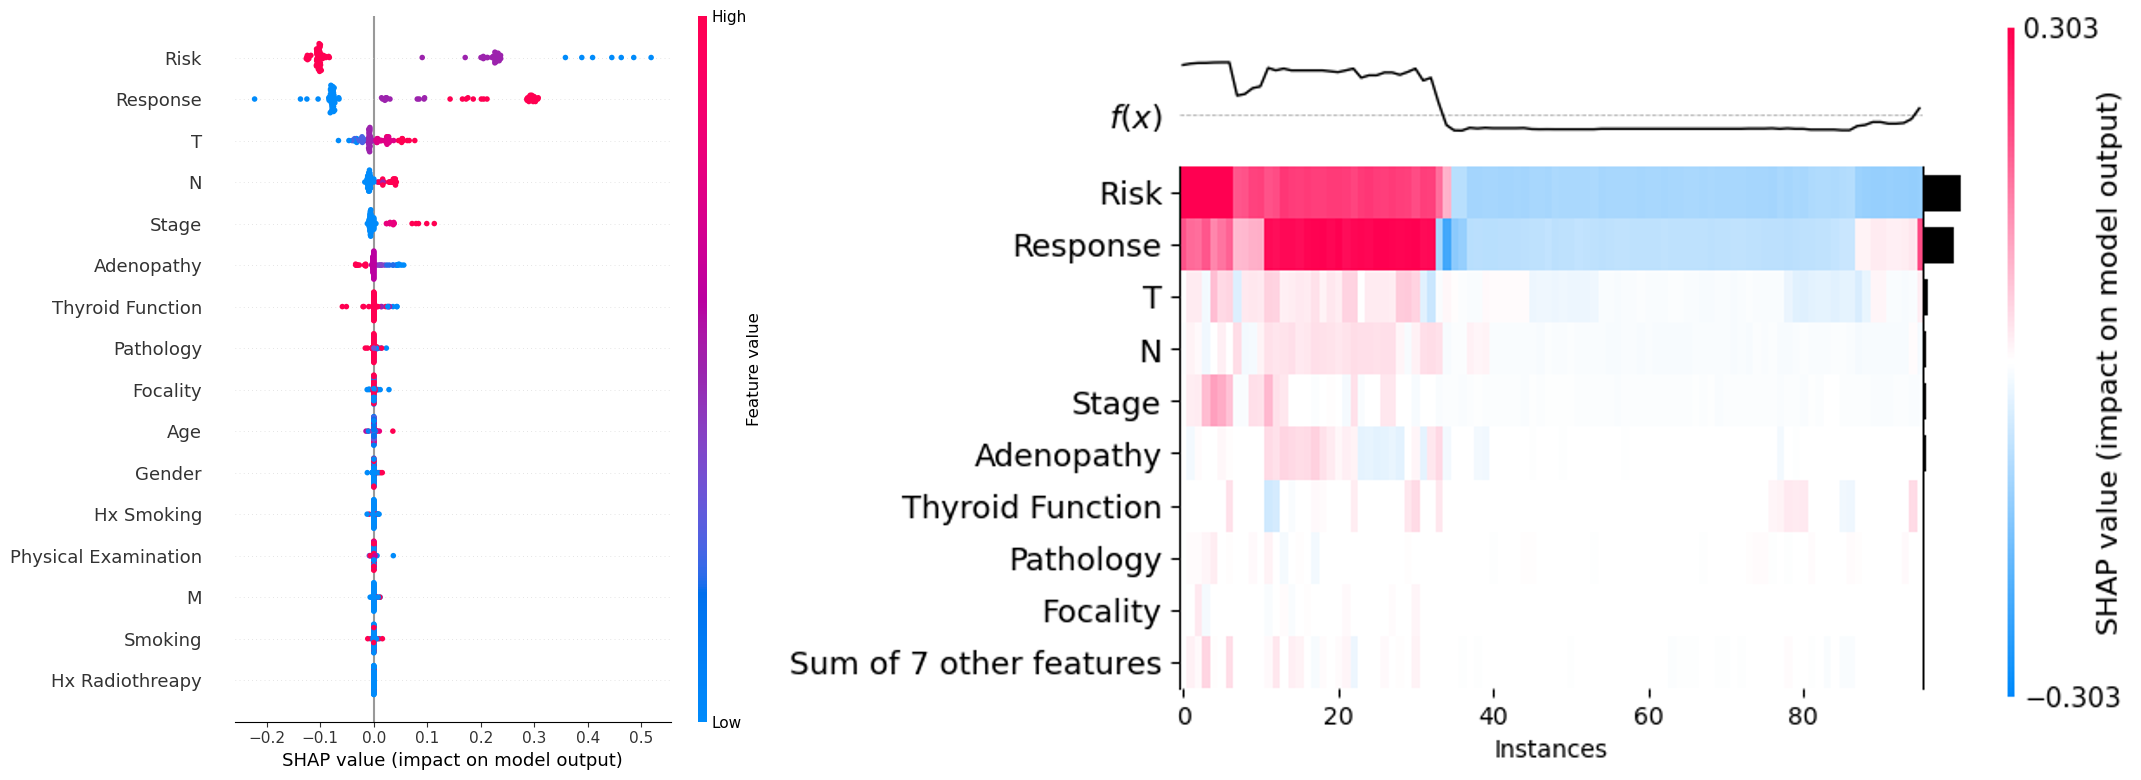 Risk
Response
T
N
Stage
Adenopathy
Thyroid Function
Pathology
Focality
Age
Gender
Hx Smoking
Physical Examination
M
Smoking
Hx Radiothreapy
−0.2 −0.1 0.0 0.1 0.2 0.3 0.4 0.5
SHAP value (impact on model output)
High
Feature value
Low
f(x)
Risk
Response
T
N
Stage
Adenopathy
Thyroid Function
Pathology
Focality
Sum of 7 other features
0 20 40 60 80
Instances
0.303
SHAP value (impact on model output)
−0.303